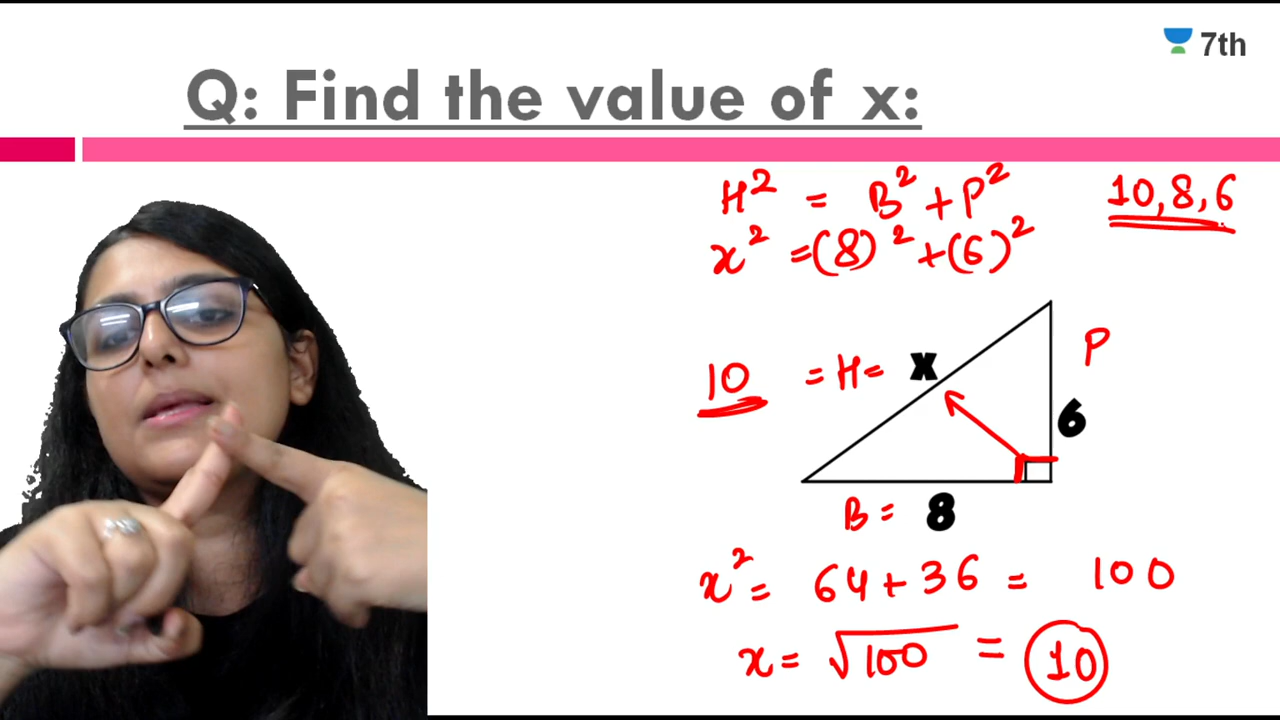 7th
Q: Find the value of x:
H² = B² + P²
10, 8, 6
x² = (8)² + (6)²
10 = H = x
P
6
B = 8
x² = 64 + 36 = 100
x = √100 = 10